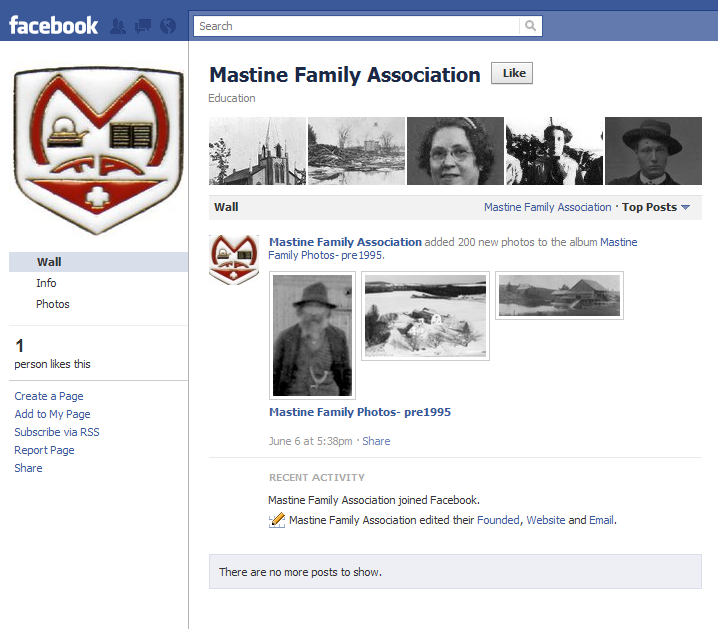 facebook
Search
Mastine Family Association
Like
Education
Wall
Mastine Family Association · Top Posts
Mastine Family Association added 200 new photos to the album Mastine
Family Photos- pre1995.
Mastine Family Photos- pre1995
June 6 at 5:38pm · Share
RECENT ACTIVITY
Mastine Family Association joined Facebook.
Mastine Family Association edited their Founded, Website and Email.
There are no more posts to show.
Wall
Info
Photos
1
person likes this
Create a Page
Add to My Page
Subscribe via RSS
Report Page
Share